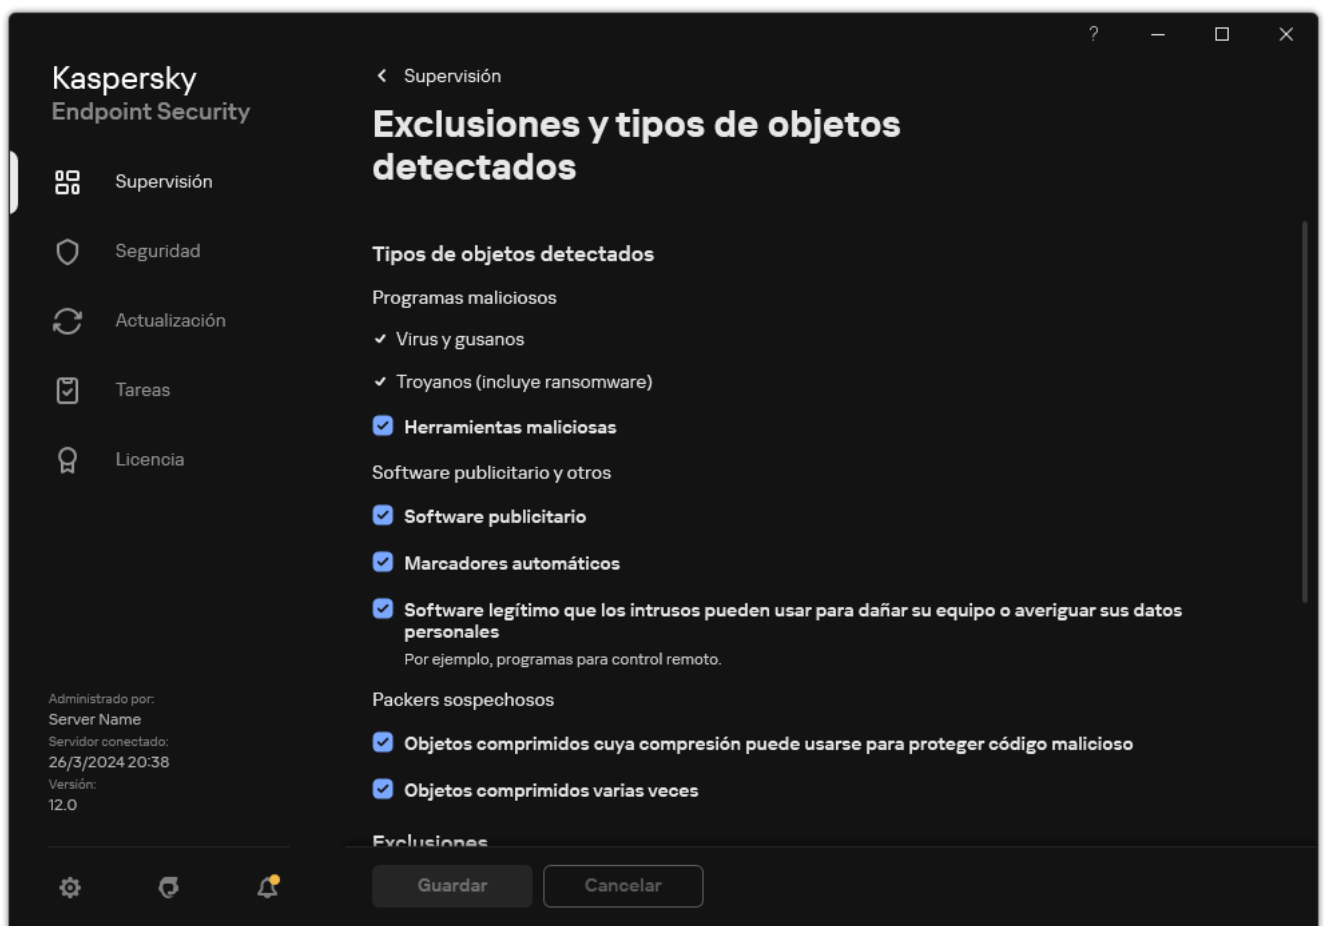 ?
Kaspersky
Endpoint Security
Supervisión
Seguridad
Actualización
Tareas
Licencia
Administrado por:
Server Name
Servidor conectado:
26/3/2024 20:38
Versión:
12.0
Supervisión
Exclusiones y tipos de objetos
detectados
Tipos de objetos detectados
Programas maliciosos
Virus y gusanos
Troyanos (incluye ransomware)
Herramientas maliciosas
Software publicitario y otros
Software publicitario
Marcadores automáticos
Software legítimo que los intrusos pueden usar para dañar su equipo o averiguar sus datos
personales
Por ejemplo, programas para control remoto.
Packers sospechosos
Objetos comprimidos cuya compresión puede usarse para proteger código malicioso
Objetos comprimidos varias veces
Exclusiones
Guardar
Cancelar